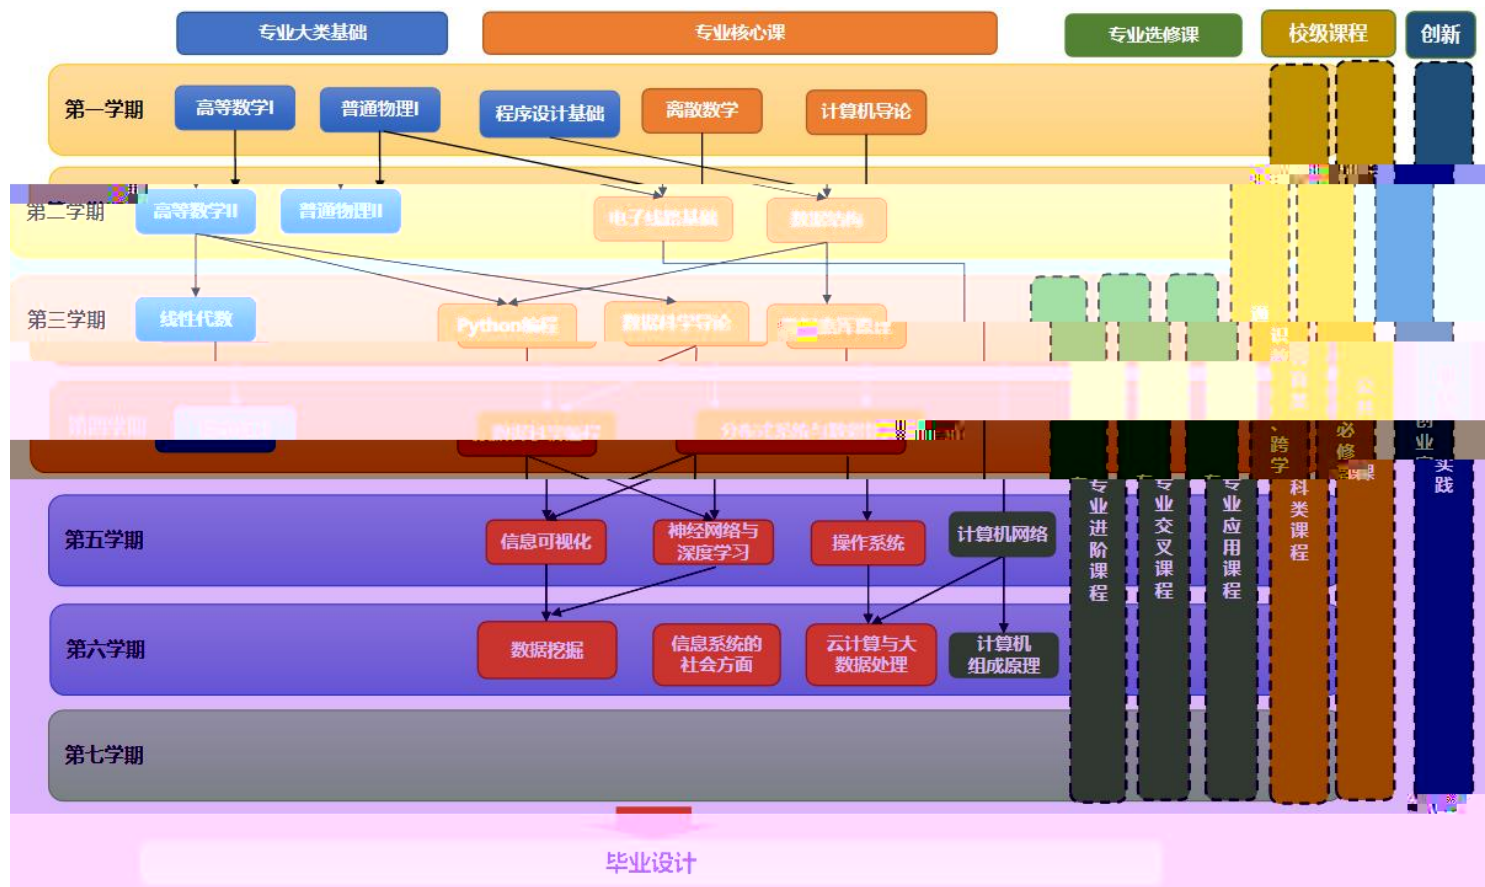 专业大类基础
专业核心课
专业选修课
校级课程
创新
第一学期
高等数学I
普通物理I
程序设计基础
离散数学
计算机导论
第二学期
高等数学II
普通物理II
电子线路基础
数据结构
第三学期
线性代数
Python编程
数据科学导论
第五学期
信息可视化
神经网络与
深度学习
操作系统
计算机网络
第六学期
数据挖掘
信息系统的
社会方面
云计算与大
数据处理
计算机
组成原理
第七学期
专业进阶课程
专业交叉课程
专业应用课程
、跨学科类课程
必修课
创业
实践
毕业设计